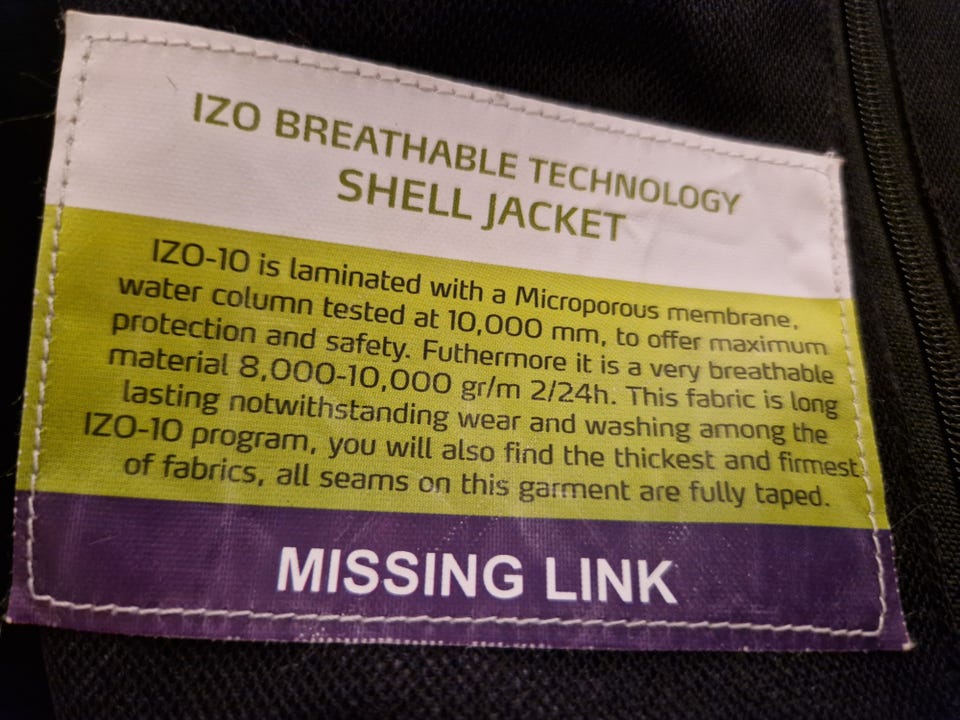 IZO BREATHABLE TECHNOLOGY
SHELL JACKET
IZO-10 is laminated with a Microporous membrane,
water column tested at 10,000 mm, to offer maximum
protection and safety. Futhermore it is a very breathable
material 8,000-10,000 gr/m 2/24h. This fabric is long
lasting notwithstanding wear and washing among the
IZO-10 program, you will also find the thickest and firmest
of fabrics, all seams on this garment are fully taped.
MISSING LINK